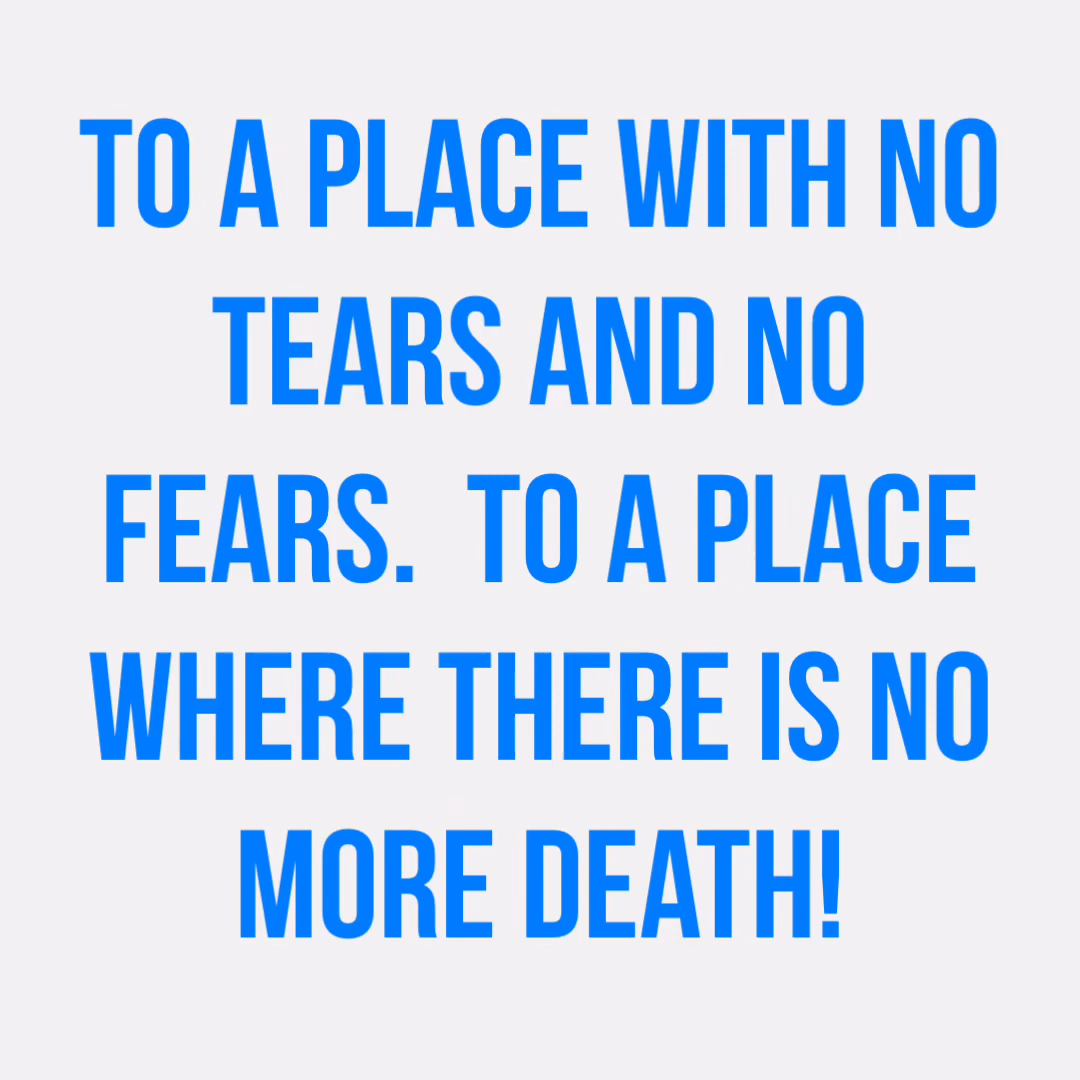 TO A PLACE WITH NO
TEARS AND NO
FEARS.  TO A PLACE
WHERE THERE IS NO
MORE DEATH!